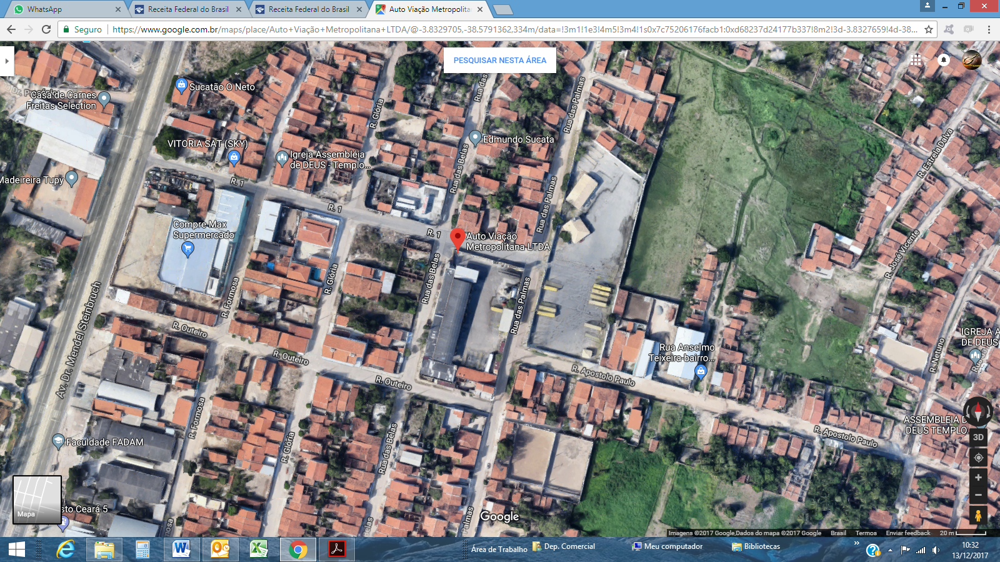 WhatsApp
Receita Federal do Brasil
Receita Federal do Brasil
Auto Viação Metropolita
Seguro
https://www.google.com.br/maps/place/Auto+Viação+Metropolitana+LTDA/@-3.8329705,-38.5791362,334m/data=!3m1!1e3!4m5!3m4!1s0x7c75206176facb1:0xd68237d24177b337!8m2!3d-3.8327659!4d-38...
PESQUISAR NESTA ÁREA
Sucatão O Neto
Casa de Carnes
Freitas Selection
Rua das
Rua das Palmas
R. Glória
VITORIA SAT (SKY)
Edmundo Sucata
Igreja Assembléia
de DEUS - Templo...
R. Estrela Dalva
Madeireira Tupy
R. 1
Rua das Belas
R. 1
Rua das Palmas
Compre Max
Supermercado
R. 1
Auto Viação
Metropolitana LTDA
R. José Vicente
Av. Dr. Mendel Steinbruch
R. Formosa
R. Glória
Rua das Belas
Rua das Palmas
R. Outeiro
IGREJA A
DE DEUS
Rua Anselmo
Teixeira-bairro...
R. Outeiro
R. Netuno
R. Outeiro
R. Apostolo Paulo
R. Formosa
ASSEMBLEIA D
DEUS TEMPLO...
R. Apostolo Paulo
3D
Faculdade FADAM
R. Glória
Rua das Belas
Mapa
sto Ceará 5
Google
Palmas
elas
mosa
Imagens ©2017 Google,Dados do mapa ©2017 Google
Brasil
Termos
Enviar feedback
20 m
Área de Trabalho
Dep. Comercial
Meu computador
Bibliotecas
10:32
13/12/2017